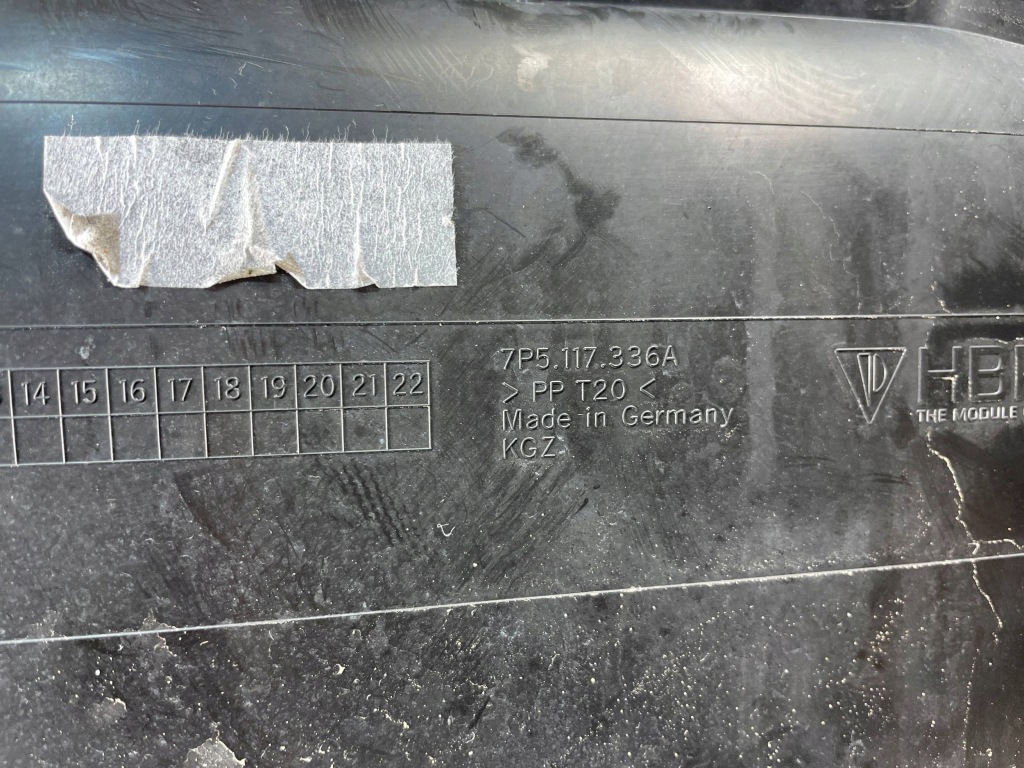 14 15 16 17 18 19 20 21 22
7P5.117.336A
> PP T20 <
Made in Germany
KGZ
THE MODULE